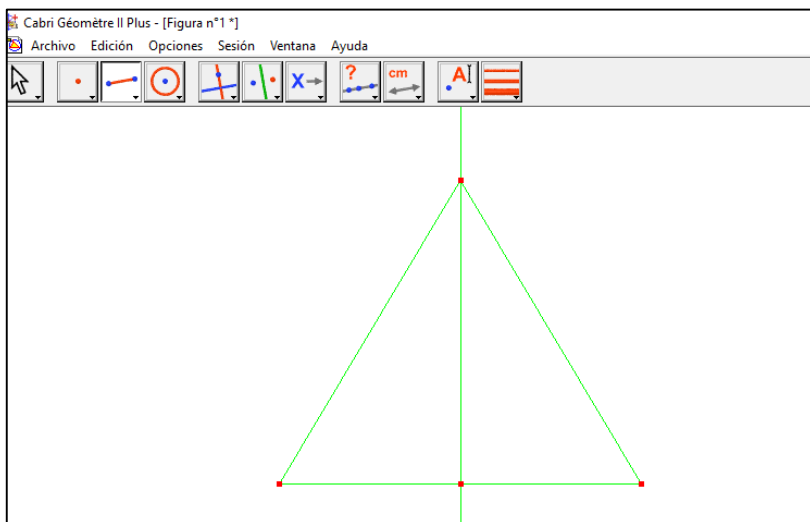 Cabri Géomètre II Plus - [Figura n°1 *]
Archivo Edición Opciones Sesión Ventana Ayuda
X ? cm A